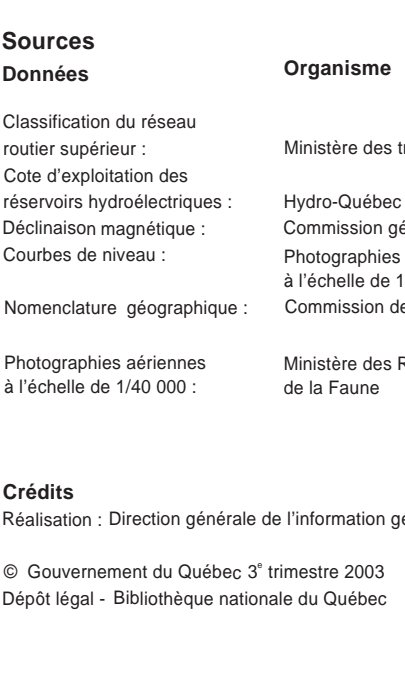 Sources
Données Organisme
Classification du réseau
routier supérieur : Ministère des
Cote d'exploitation des
réservoirs hydroélectriques : Hydro-Québec
Déclinaison magnétique : Commission
Courbes de niveau : Photographies
à l'échelle de
Nomenclature géographique : Commission
Photographies aériennes Ministère des
à l'échelle de 1/40 000 : de la Faune
Crédits
Réalisation : Direction générale de l'information
© Gouvernement du Québec 3e trimestre 2003
Dépôt légal - Bibliothèque nationale du Québec